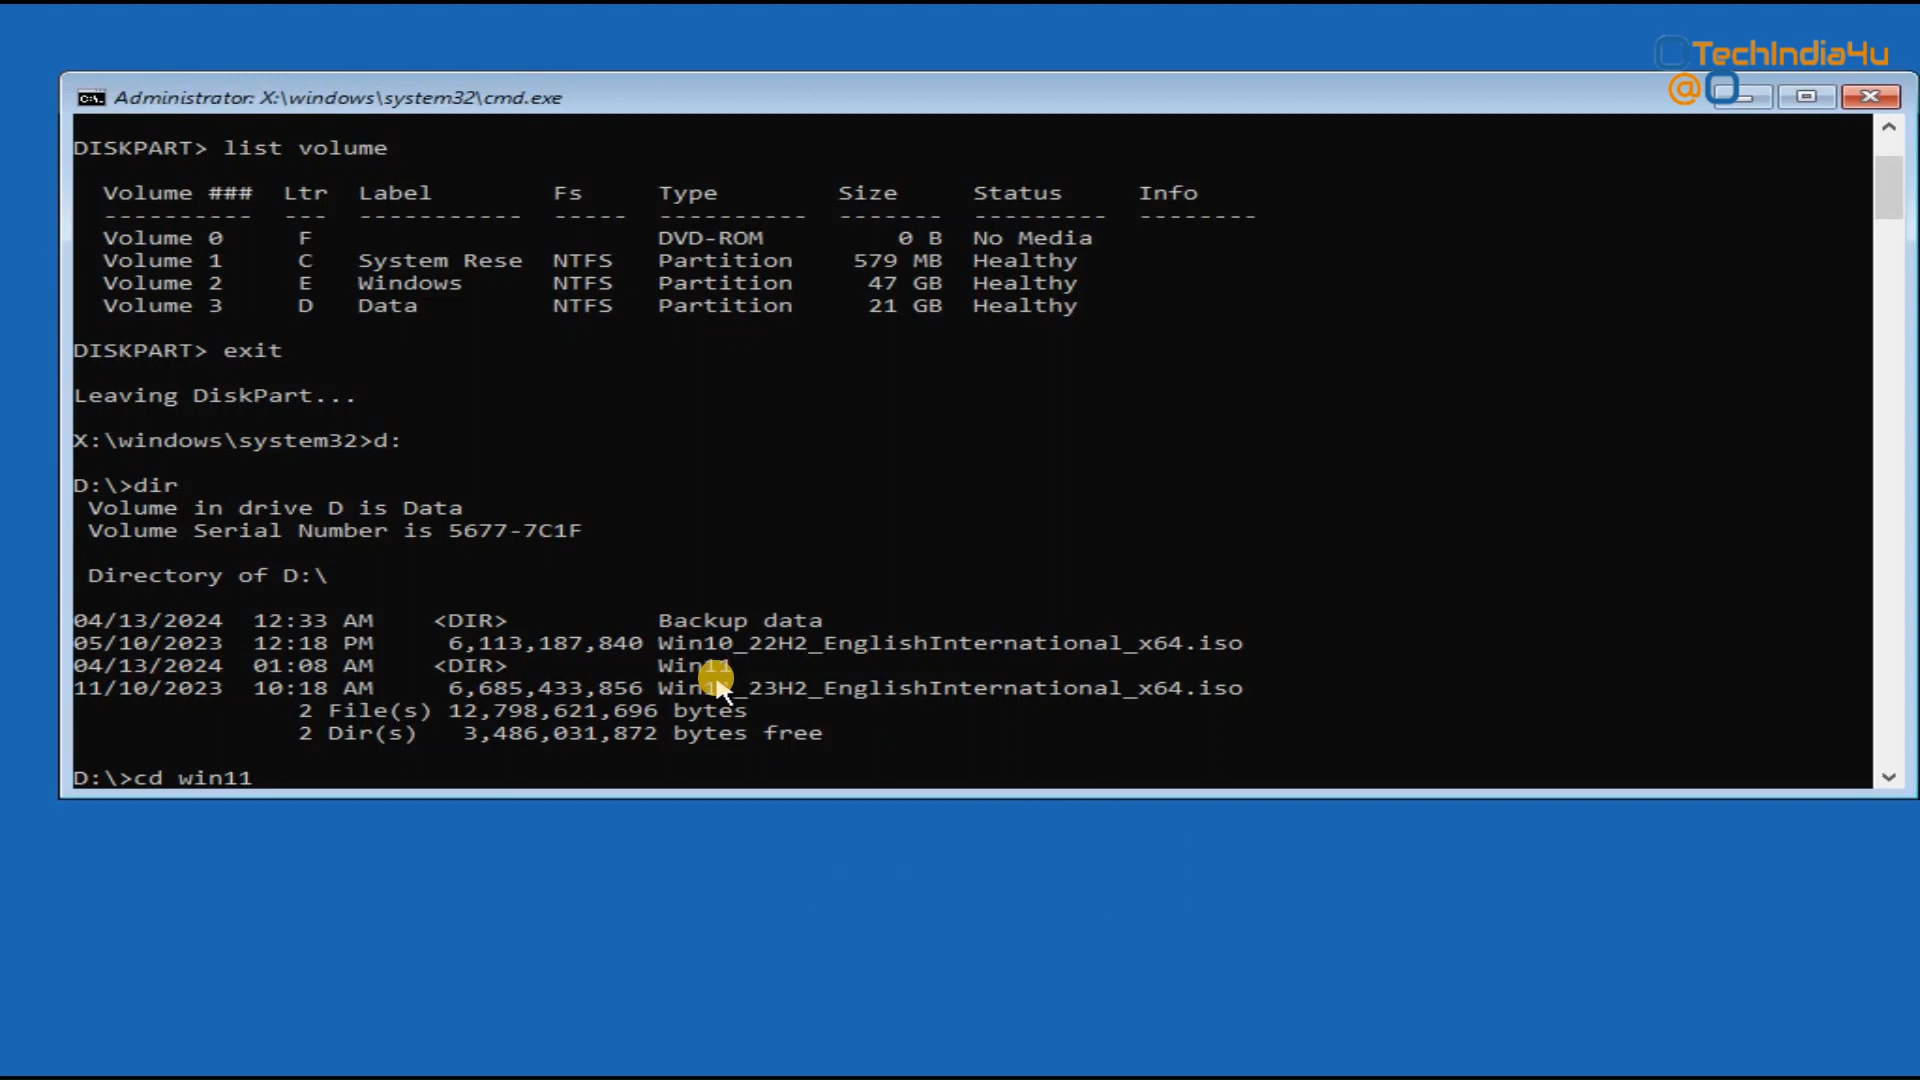 TechIndia4u
@
Administrator: X:\windows\system32\cmd.exe
DISKPART> list volume
Volume ### Ltr Label Fs Type Size Status Info
---------- --- ----------- ----- ---------- ------- --------- --------
Volume 0 F DVD-ROM 0 B No Media
Volume 1 C System Rese NTFS Partition 579 MB Healthy
Volume 2 E Windows NTFS Partition 47 GB Healthy
Volume 3 D Data NTFS Partition 21 GB Healthy
DISKPART> exit
Leaving DiskPart...
X:\windows\system32>d:
D:\>dir
Volume in drive D is Data
Volume Serial Number is 5677-7C1F
Directory of D:\
04/13/2024 12:33 AM <DIR> Backup data
05/10/2023 12:18 PM 6,113,187,840 Win10_22H2_EnglishInternational_x64.iso
04/13/2024 01:08 AM <DIR> Win11
11/10/2023 10:18 AM 6,685,433,856 Win11_23H2_EnglishInternational_x64.iso
2 File(s) 12,798,621,696 bytes
2 Dir(s) 3,486,031,872 bytes free
D:\>cd win11